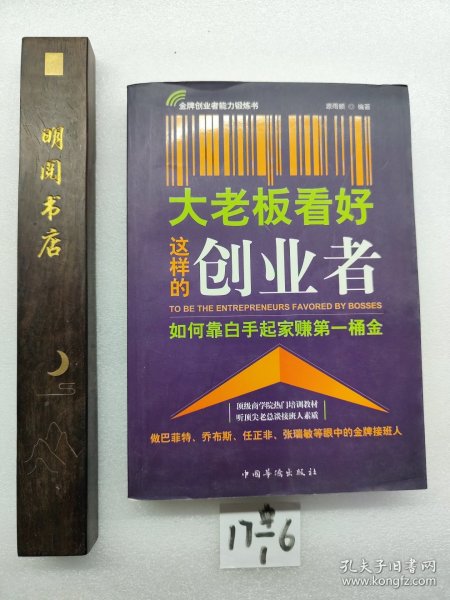 明阅书店
金牌创业者能力锻炼书
大老板看好
这样的
创业者
TO BE THE ENTREPRENEURS FAVORED BY BOSSES
如何靠白手起家赚第一桶金
顶级商学院热门培训教材
听顶尖老总谈接班人素质
做巴菲特、乔布斯、任正非、张瑞敏等眼中的金牌接班人
中国华侨出版社
17 6
1
孔夫子旧书网
www.kongfz.com